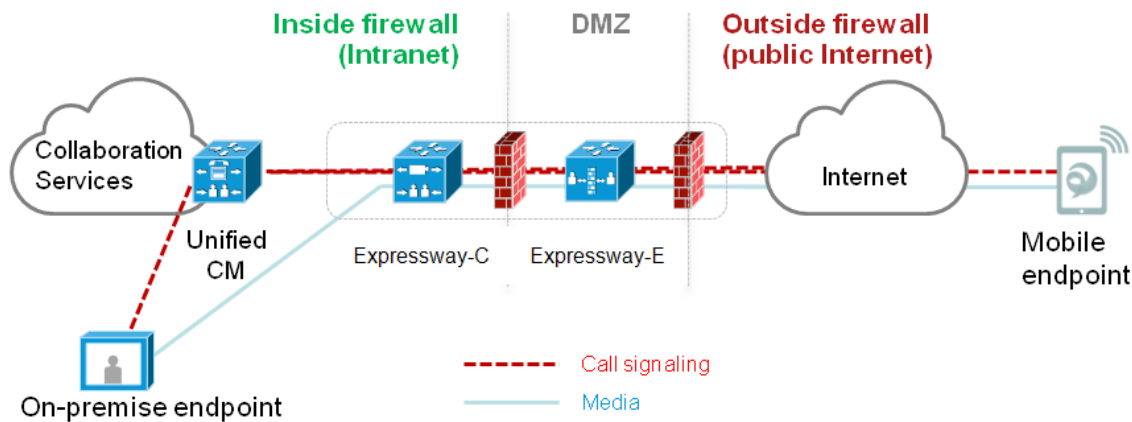 Inside firewall
(Intranet)
DMZ
Outside firewall
(public Internet)
Collaboration
Services
Unified
CM
Expressway-C
Expressway-E
Internet
Mobile
endpoint
On-premise endpoint
Call signaling
Media